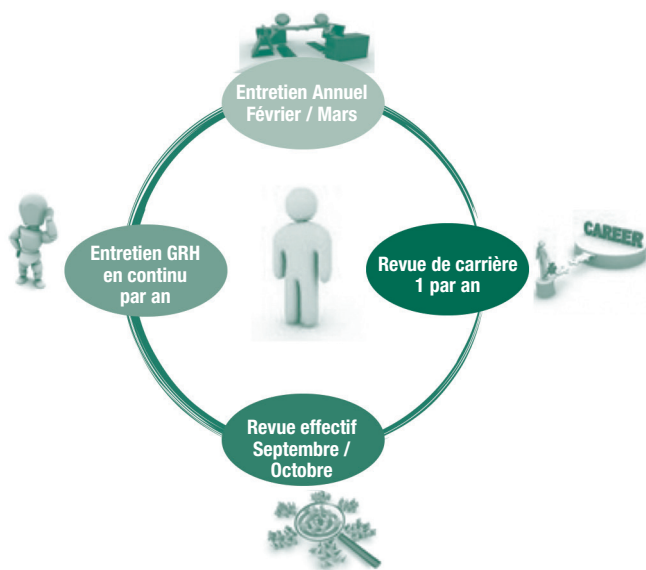 Entretien Annuel
Février / Mars
Entretien GRH
en continu
par an
Revue de carrière
1 par an
CAREER
Revue effectif
Septembre /
Octobre